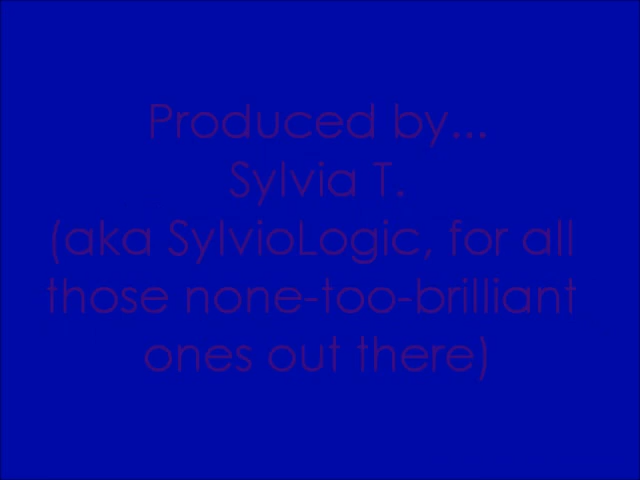 Produced by...
Sylvia T.
(aka SylvioLogic, for all
those none-too-brilliant
ones out there)